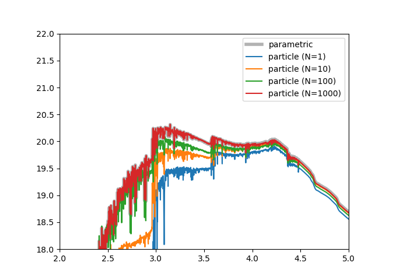 22.0
21.5
21.0
20.5
20.0
19.5
19.0
18.5
18.0
2.0 2.5 3.0 3.5 4.0 4.5 5.0
parametric
particle (N=1)
particle (N=10)
particle (N=100)
particle (N=1000)